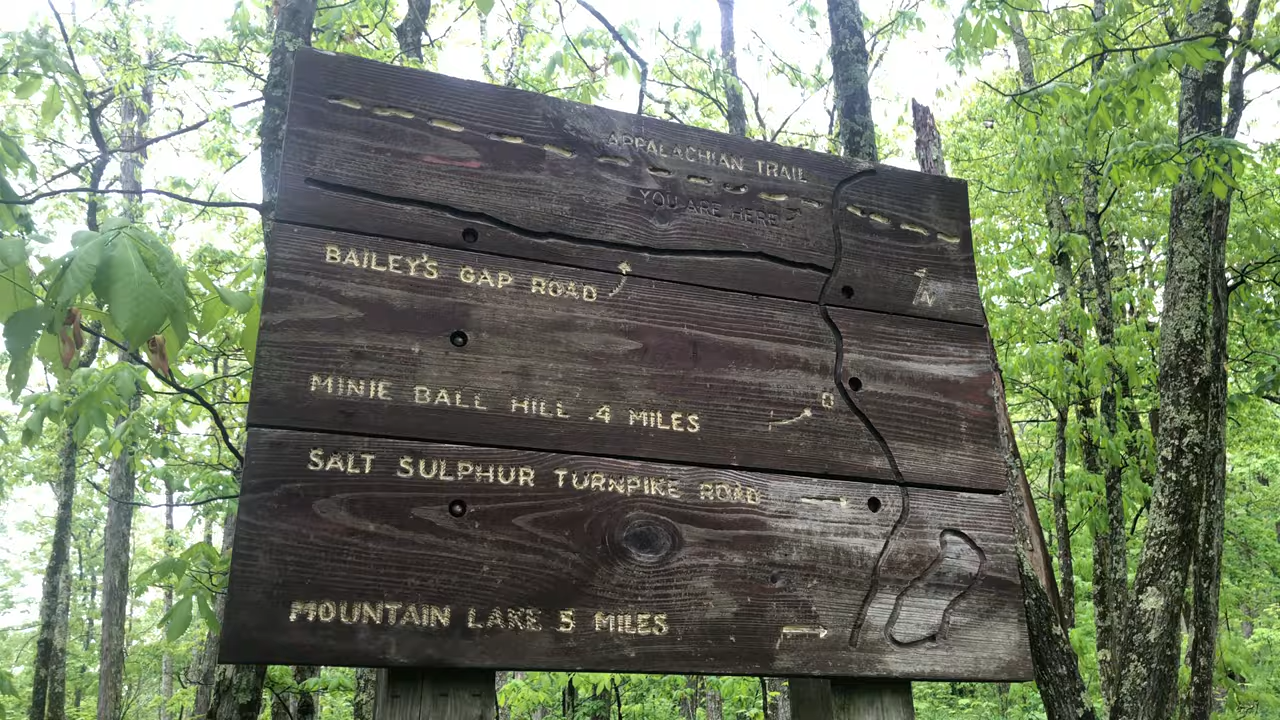 APPALACHIAN TRAIL
YOU ARE HERE
BAILEY'S GAP ROAD
N
MINIE BALL HILL .4 MILES
SALT SULPHUR TURNPIKE ROAD
MOUNTAIN LAKE 5 MILES